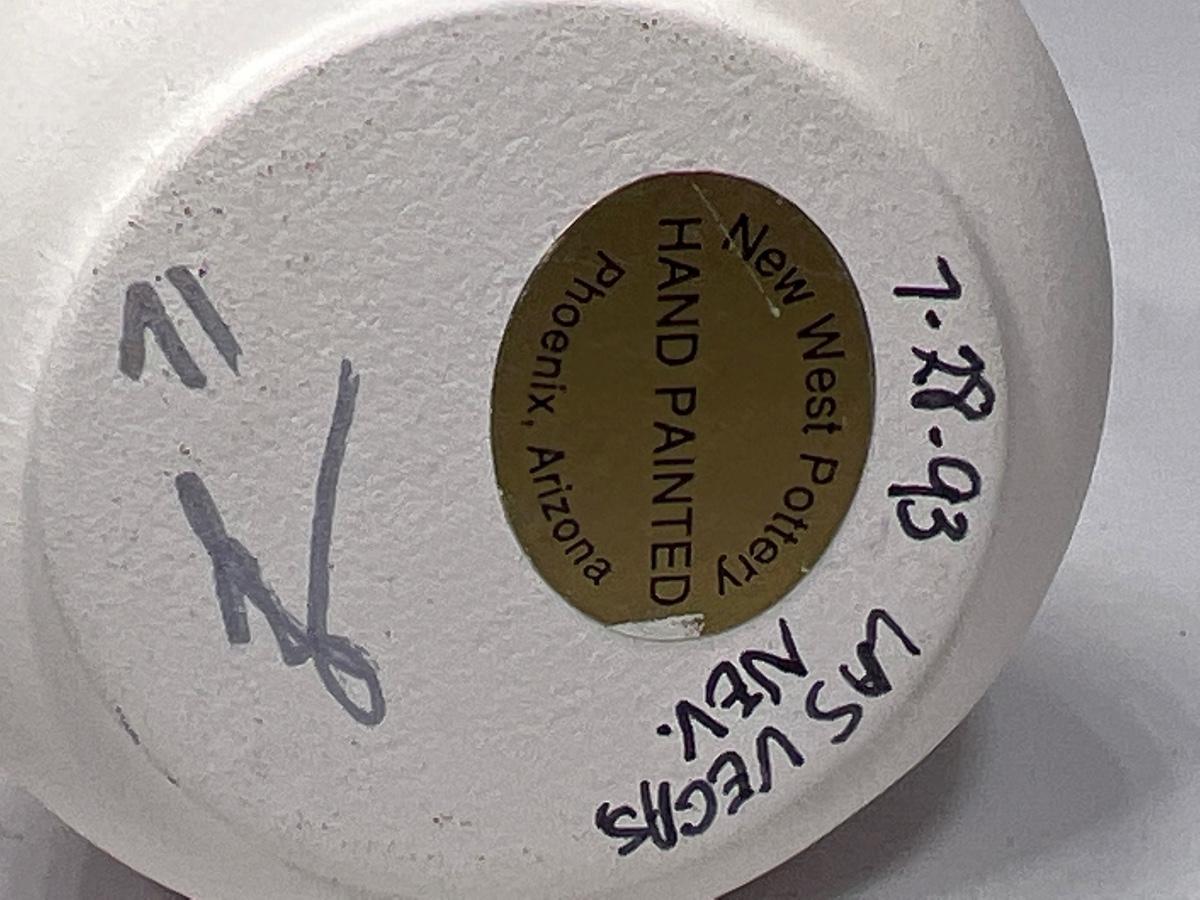 7.28.93
LAS VEGAS
NEV.
New West Pottery
HAND PAINTED
Phoenix, Arizona